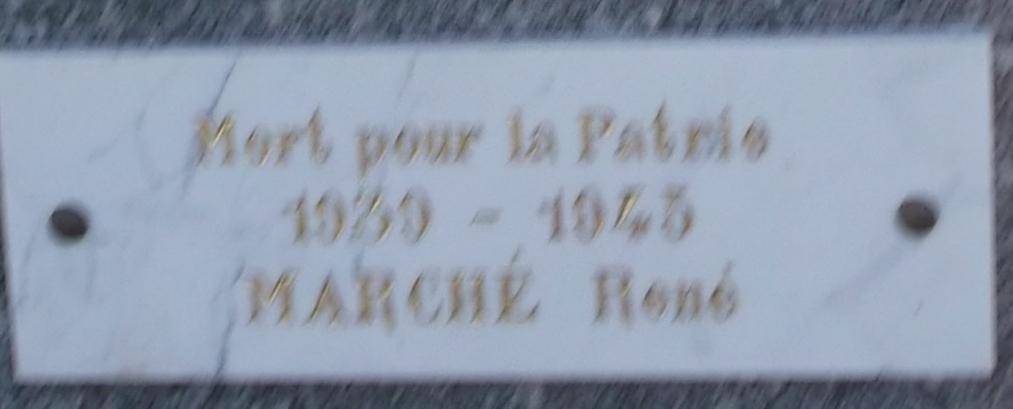 Mort pour la Patrie
1939 - 1945
MARCHÉ René